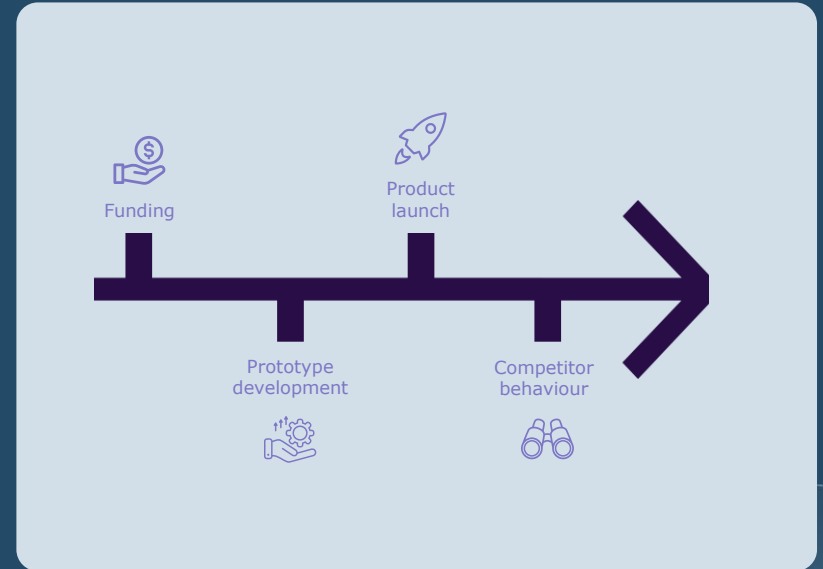 Funding
Prototype
development
Product
launch
Competitor
behaviour